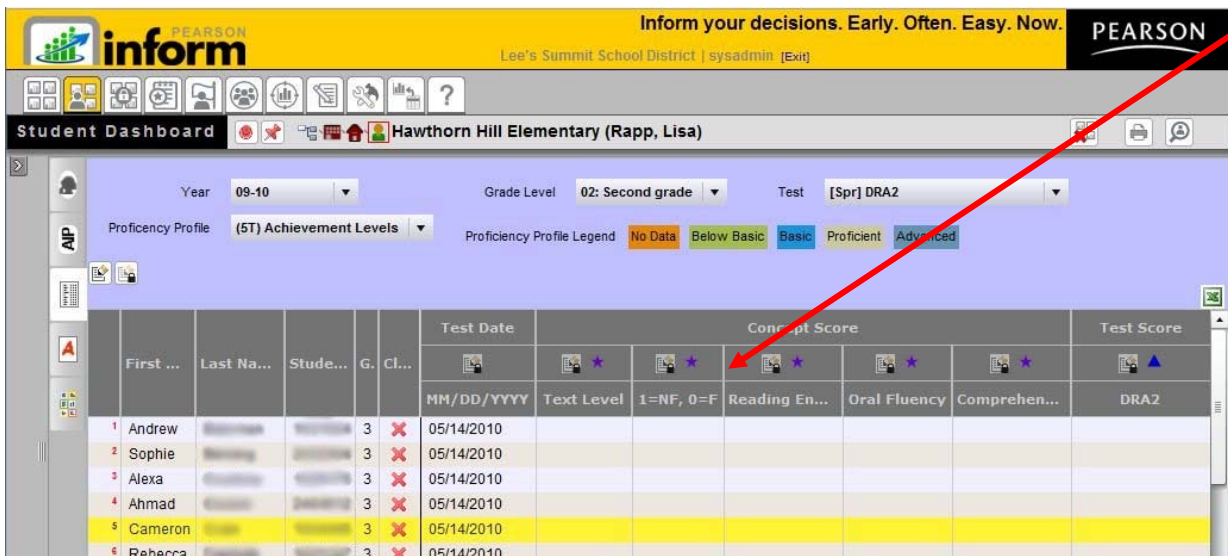 PEARSON
inform
Inform your decisions. Early. Often. Easy. Now.
Lee's Summit School District | sysadmin [Exit]
PEARSON
?
Student Dashboard
Hawthorn Hill Elementary (Rapp, Lisa)
Year 09-10 Grade Level 02: Second grade Test [Spr] DRA2
AIP
Proficency Profile (5T) Achievement Levels Proficiency Profile Legend No Data Below Basic Basic Proficient Advanced
A
Test Date Concept Score Test Score
First ... Last Na... Stude... G. Cl...
MM/DD/YYYY Text Level 1=NF, 0=F Reading En... Oral Fluency Comprehen... DRA2
1 Andrew 3 05/14/2010
2 Sophie 3 05/14/2010
3 Alexa 3 05/14/2010
4 Ahmad 3 05/14/2010
5 Cameron 3 05/14/2010
6 Rebecca 3 05/14/2010